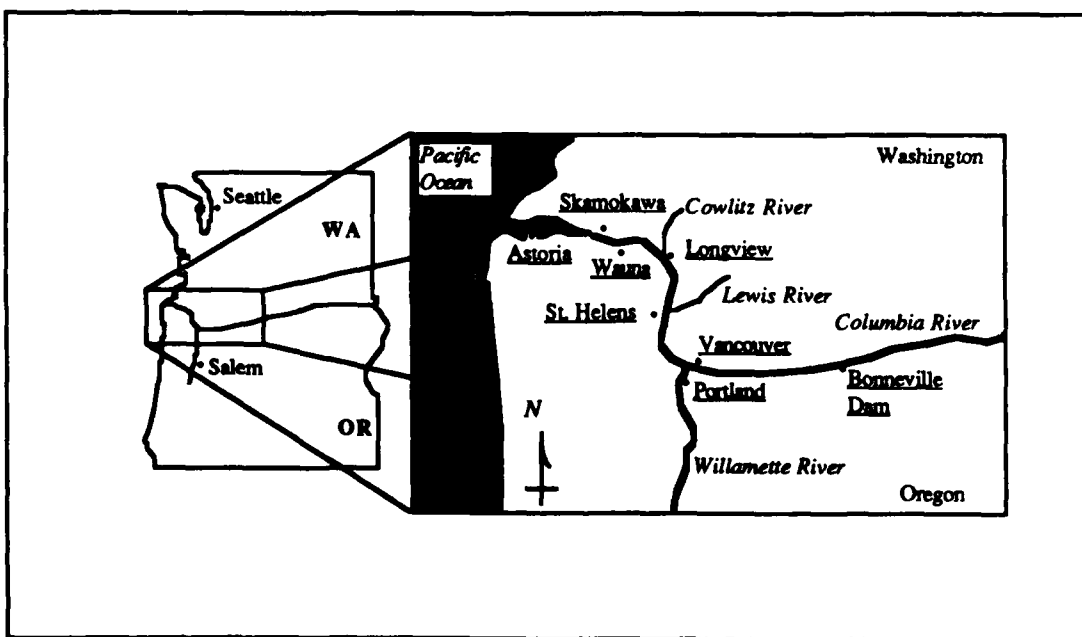 Pacific
Ocean
Washington
Seattle
Skamokawa
Cowlitz River
WA
Astoria
Wauna
Longview
St. Helens
Lewis River
Columbia River
Vancouver
Salem
Portland
Bonneville
Dam
N
OR
Willamette River
Oregon